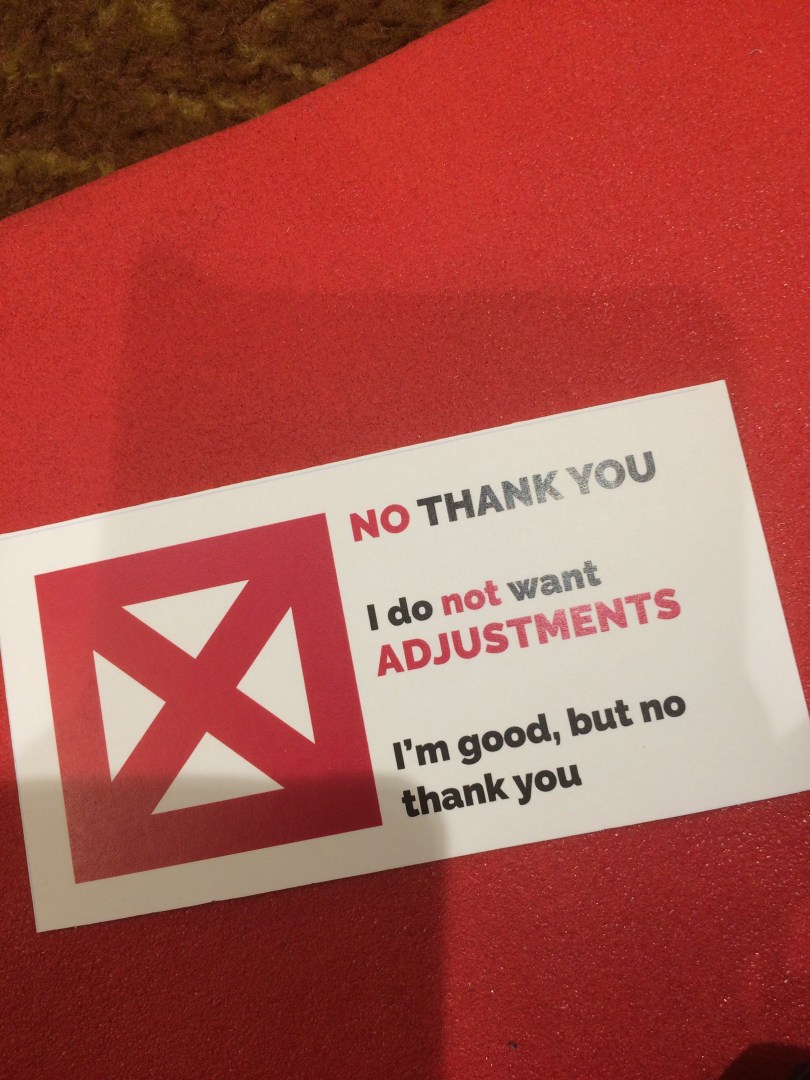 NO THANK YOU
I do not want
ADJUSTMENTS
I'm good, but no
thank you